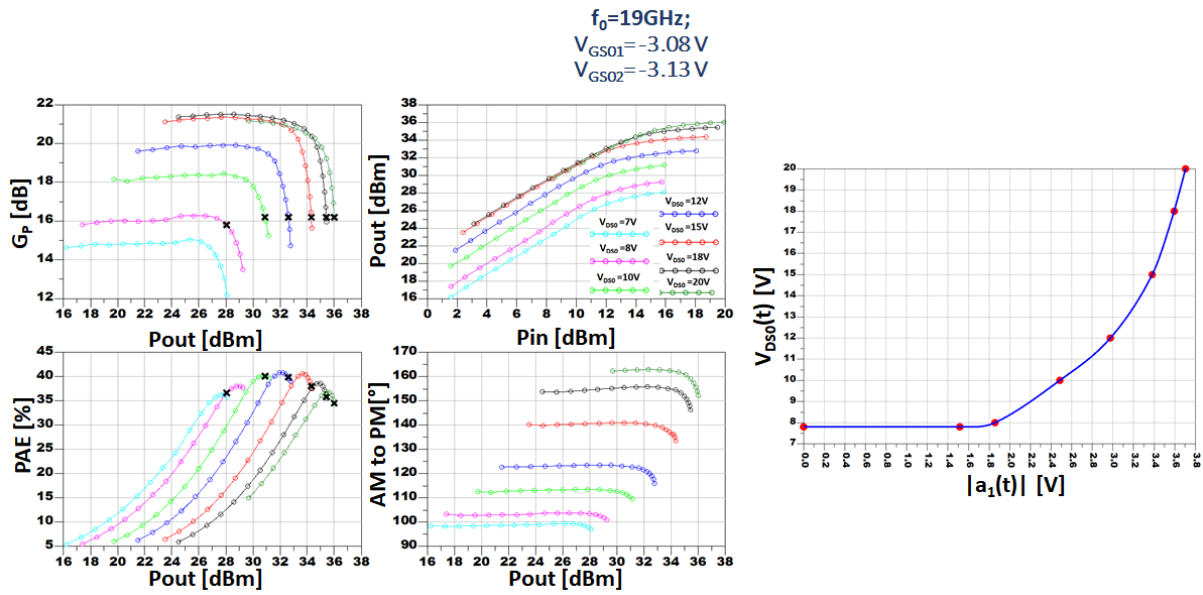 f₀=19GHz;
V_GS01=-3.08 V
V_GS02=-3.13 V
22
20
18
16
14
12
G_P [dB]
16 18 20 22 24 26 28 30 32 34 36 38
Pout [dBm]
38
36
34
32
30
28
26
24
22
20
18
16
Pout [dBm]
V_DS0 =7V
V_DS0 =8V
V_DS0 =10V
V_DS0 =12V
V_DS0 =15V
V_DS0 =18V
V_DS0 =20V
0 2 4 6 8 10 12 14 16 18 20
Pin [dBm]
45
40
35
30
25
20
15
10
5
PAE [%]
16 18 20 22 24 26 28 30 32 34 36 38
Pout [dBm]
170
160
150
140
130
120
110
100
90
AM to PM[°]
16 18 20 22 24 26 28 30 32 34 36 38
Pout [dBm]
20
19
18
17
16
15
14
13
12
11
10
9
8
7
V_DS0(t) [V]
0.0 0.2 0.4 0.6 0.8 1.0 1.2 1.4 1.6 1.8 2.0 2.2 2.4 2.6 2.8 3.0 3.2 3.4 3.6 3.8
|a₁(t)| [V]